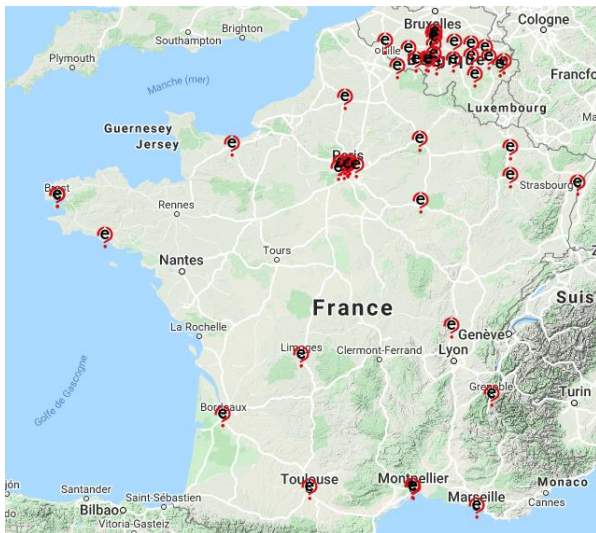 Bruxelles
Cologne
Brighton
Southampton
Plymouth
Lille
Belgique
Francfo
Manche (mer)
Luxembourg
Guernesey
Jersey
Paris
Brest
Strasbourg
Rennes
Tours
Nantes
France
Suis
La Rochelle
Genève
Limoges
Clermont-Ferrand
Lyon
Golfe de Gascogne
Grenoble
Turin
Bordeaux
Toulouse
Montpellier
Monaco
Santander
Saint-Sébastien
Marseille
Cannes
Bilbao
Vitoria-Gasteiz